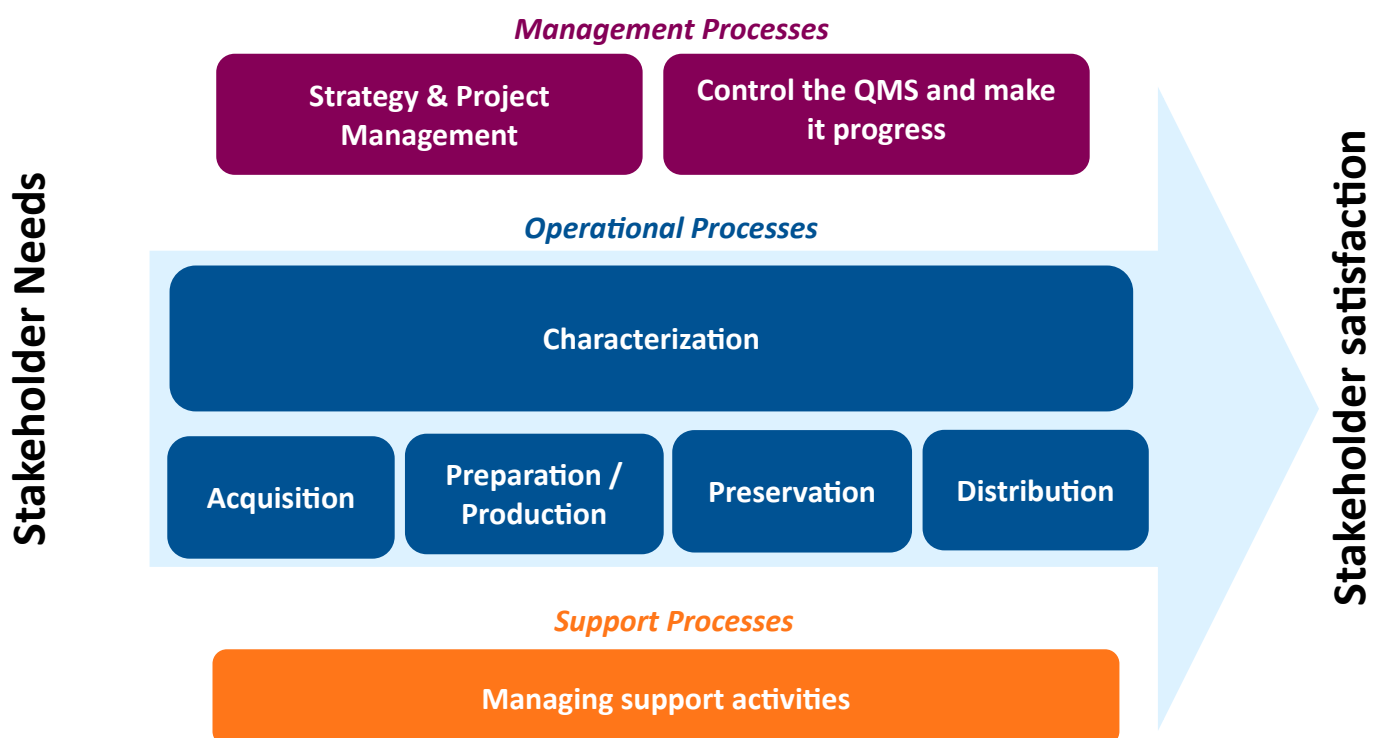 Management Processes
Strategy & Project
Management
Control the QMS and make
it progress
Stakeholder Needs
Operational Processes
Characterization
Acquisition
Preparation /
Production
Preservation
Distribution
Stakeholder satisfaction
Support Processes
Managing support activities